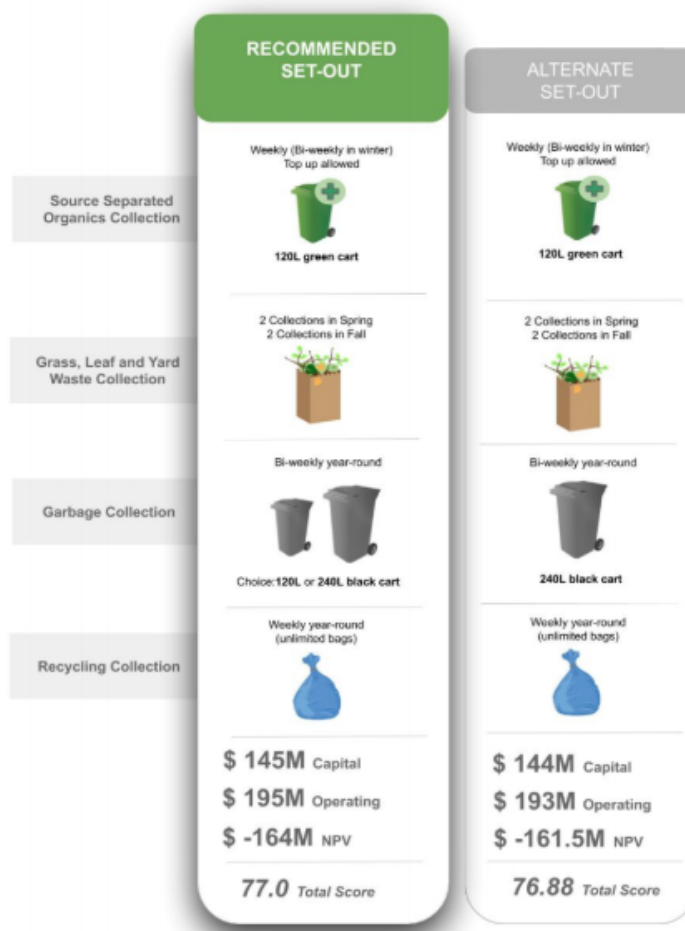 RECOMMENDED
SET-OUT
ALTERNATE
SET-OUT
Source Separated
Organics Collection
Weekly (Bi-weekly in winter)
Top up allowed
120L green cart
Weekly (Bi-weekly in winter)
Top up allowed
120L green cart
Grass, Leaf and Yard
Waste Collection
2 Collections in Spring
2 Collections in Fall
2 Collections in Spring
2 Collections in Fall
Garbage Collection
Bi-weekly year-round
Choice:120L or 240L black cart
Bi-weekly year-round
240L black cart
Recycling Collection
Weekly year-round
(unlimited bags)
Weekly year-round
(unlimited bags)
$ 145M Capital
$ 195M Operating
$ -164M NPV
77.0 Total Score
$ 144M Capital
$ 193M Operating
$ -161.5M NPV
76.88 Total Score